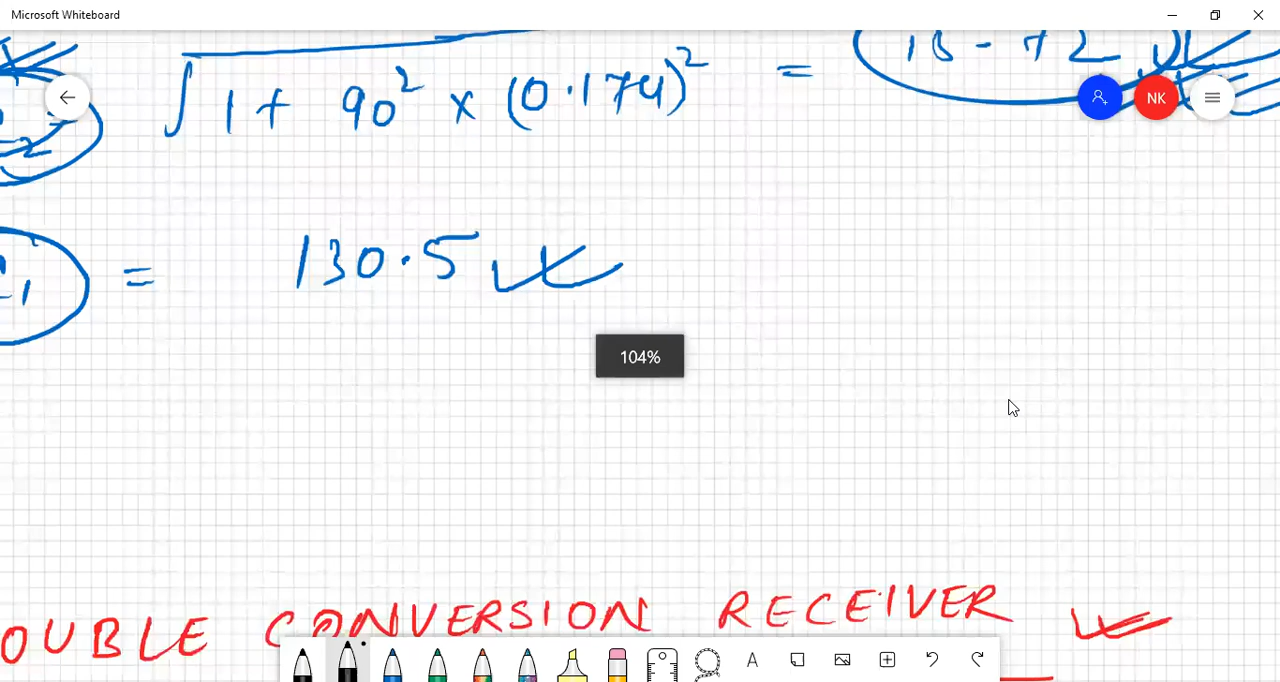 Microsoft Whiteboard
√1 + 90² × (0.174)² =
NK
= 130.5
104%
OUBLE CONVERSION RECEIVER
A